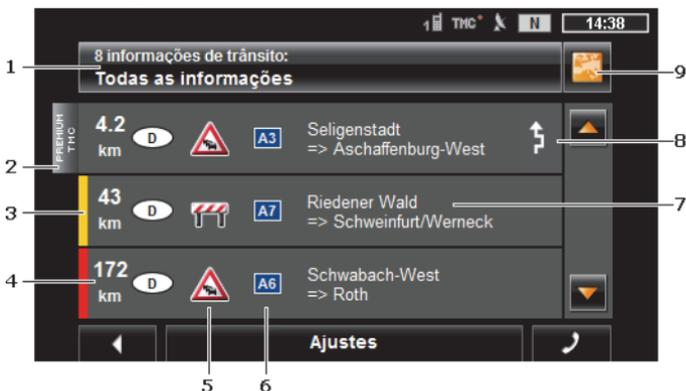 1 TMC N 14:38
1
8 informações de trânsito:
Todas as informações
9
2
PREMIUM
TMC
4.2
km
D
A3
Seligenstadt
=> Aschaffenburg-West
8
3
43
km
D
A7
Riedener Wald
=> Schweinfurt/Werneck
7
4
172
km
D
A6
Schwabach-West
=> Roth
Ajustes
5 6